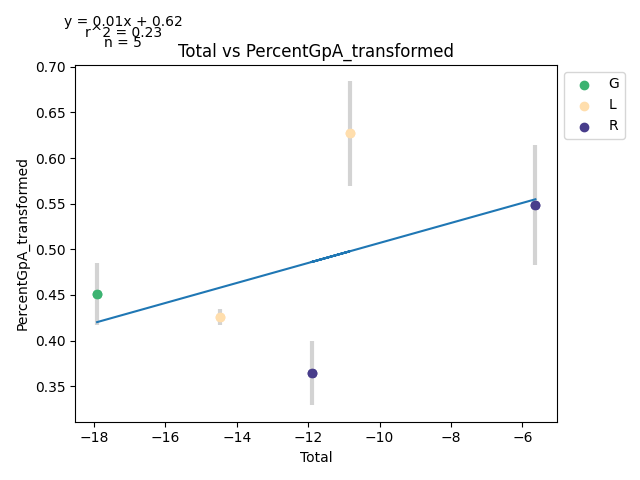 y = 0.01x + 0.62
r^2 = 0.23
n = 5
Total vs PercentGpA_transformed
G
L
R
PercentGpA_transformed
0.70
0.65
0.60
0.55
0.50
0.45
0.40
0.35
−18
−16
−14
−12
−10
−8
−6
Total